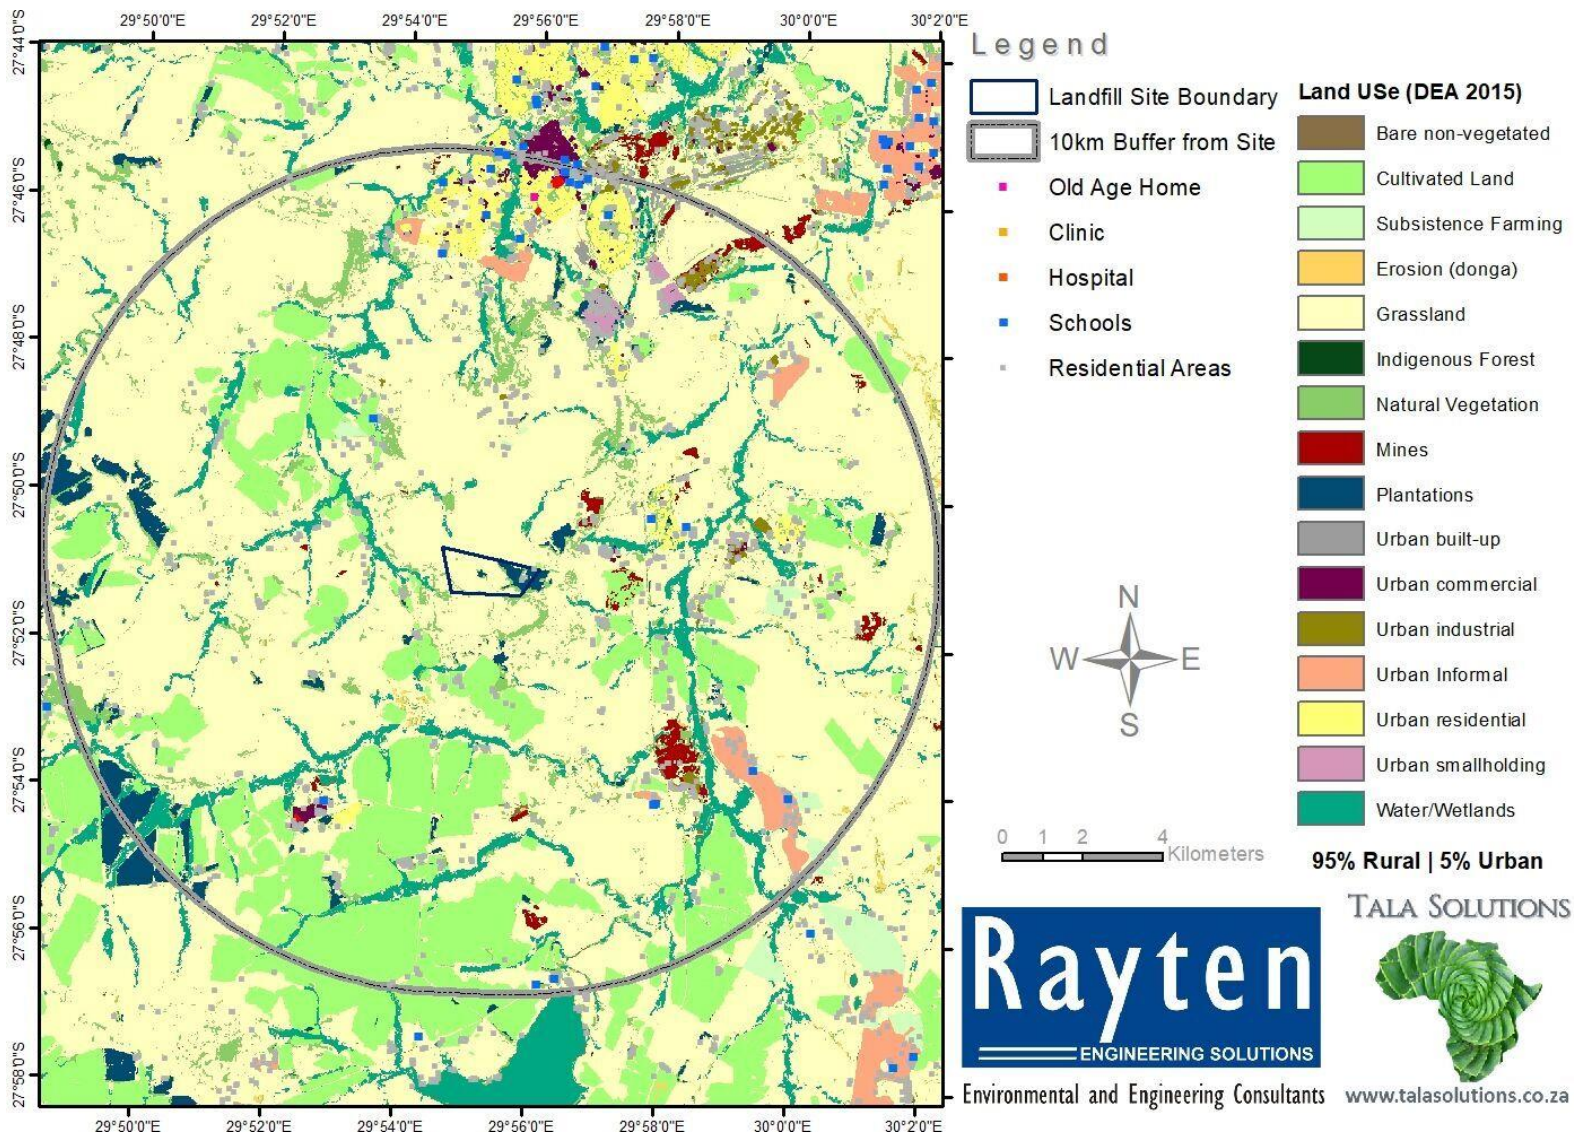 29°50'0"E 29°52'0"E 29°54'0"E 29°56'0"E 29°58'0"E 30°0'0"E 30°2'0"E
27°44'0"S
27°46'0"S
27°48'0"S
27°50'0"S
27°52'0"S
27°54'0"S
27°56'0"S
27°58'0"S
29°50'0"E 29°52'0"E 29°54'0"E 29°56'0"E 29°58'0"E 30°0'0"E 30°2'0"E
Legend
Landfill Site Boundary
10km Buffer from Site
Old Age Home
Clinic
Hospital
Schools
Residential Areas
Land USe (DEA 2015)
Bare non-vegetated
Cultivated Land
Subsistence Farming
Erosion (donga)
Grassland
Indigenous Forest
Natural Vegetation
Mines
Plantations
Urban built-up
Urban commercial
Urban industrial
Urban Informal
Urban residential
Urban smallholding
Water/Wetlands
95% Rural | 5% Urban
N
W E
S
0 1 2 4
Kilometers
Rayten
ENGINEERING SOLUTIONS
Environmental and Engineering Consultants
TALA SOLUTIONS
www.talasolutions.co.za